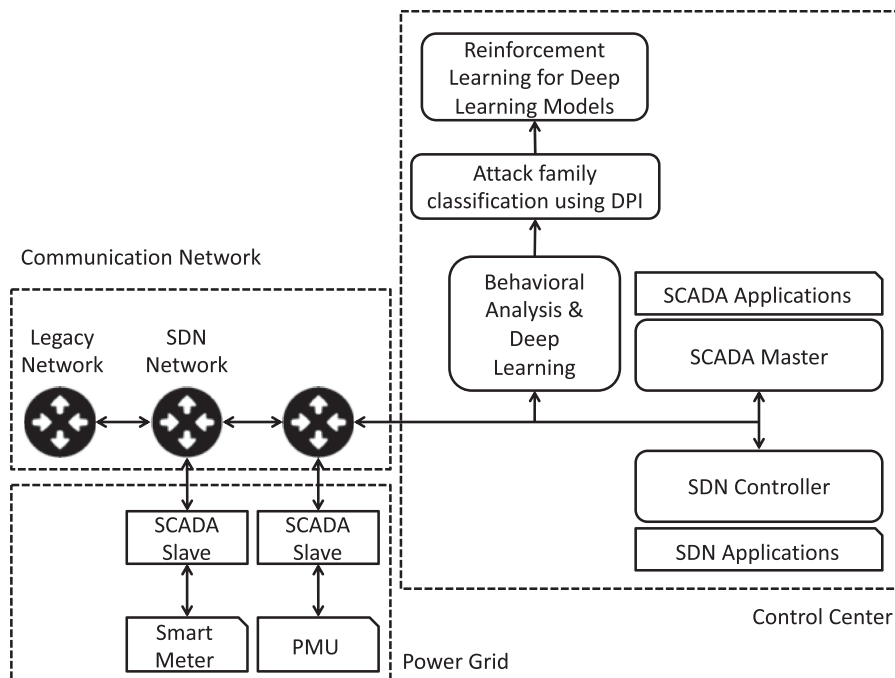 Reinforcement
Learning for Deep
Learning Models
Attack family
classification using DPI
Communication Network
Behavioral
Analysis &
Deep
Learning
SCADA Applications
SCADA Master
Legacy
Network
SDN
Network
SDN Controller
SDN Applications
SCADA
Slave
SCADA
Slave
Smart
Meter
PMU
Control Center
Power Grid